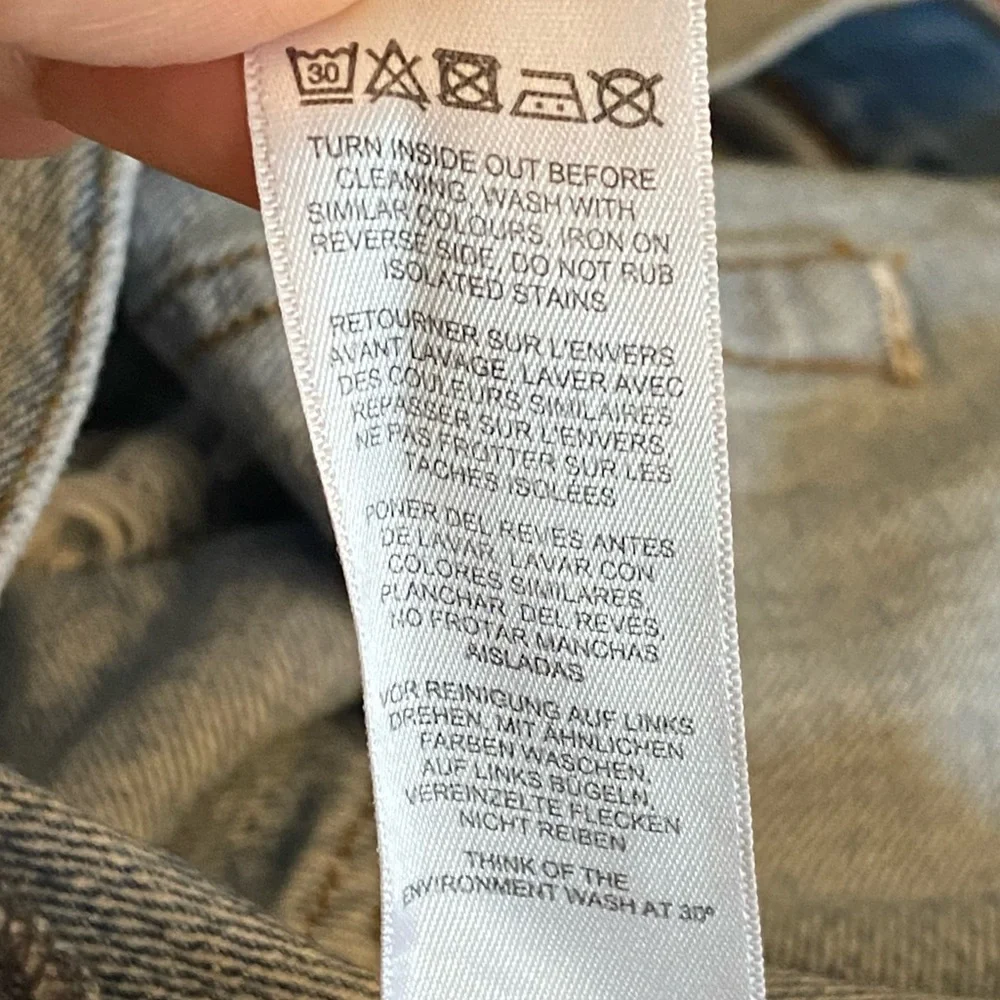 30
TURN INSIDE OUT BEFORE
CLEANING, WASH WITH
SIMILAR COLOURS, IRON ON
REVERSE SIDE, DO NOT RUB
ISOLATED STAINS
RETOURNER SUR L'ENVERS
AVANT LAVAGE, LAVER AVEC
DES COULEURS SIMILAIRES
REPASSER SUR L'ENVERS,
NE PAS FROTTER SUR LES
TACHES ISOLÉES
PONER DEL REVES ANTES
DE LAVAR, LAVAR CON
COLORES SIMILARES,
PLANCHAR DEL REVES,
NO FROTAR MANCHAS
AISLADAS
VOR REINIGUNG AUF LINKS
DREHEN, MIT ÄHNLICHEN
FARBEN WASCHEN,
AUF LINKS BÜGELN,
VEREINZELTE FLECKEN
NICHT REIBEN
THINK OF THE
ENVIRONMENT WASH AT 30°